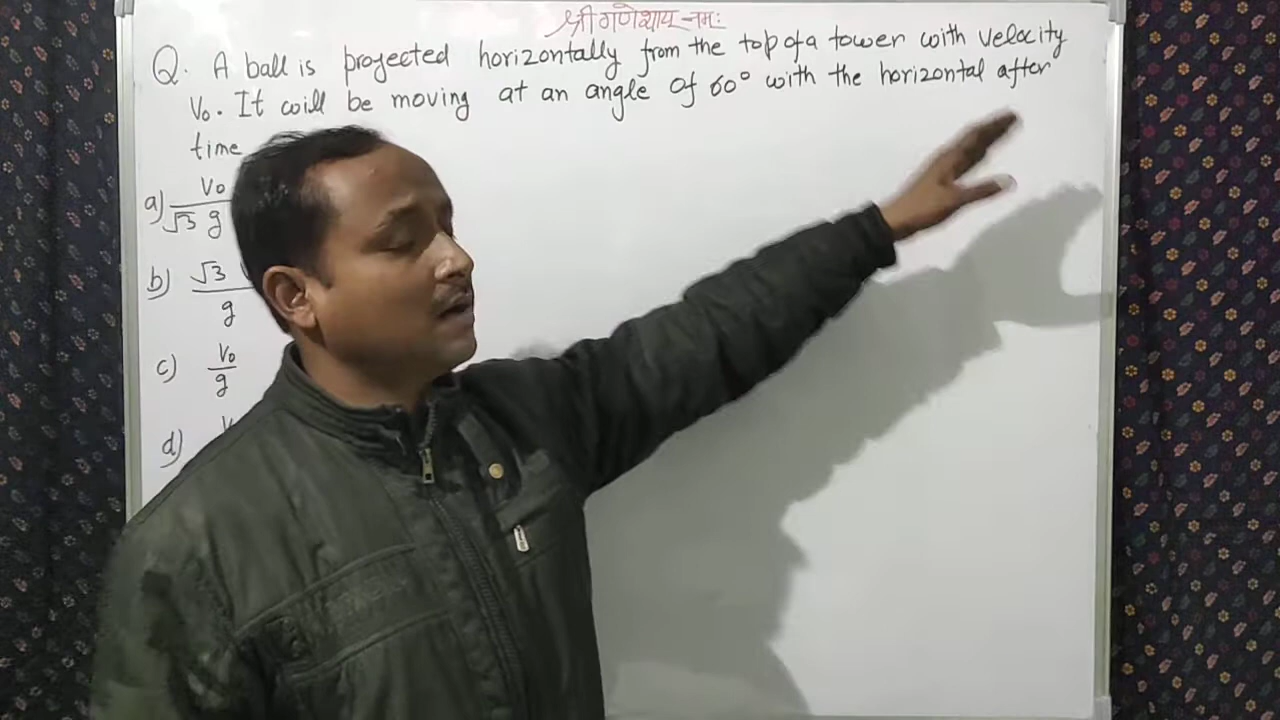 श्री गणेशाय नमः
Q. A ball is projected horizontally from the top of a tower with velocity
V₀. It will be moving at an angle of 60° with the horizontal after
time
a) V₀/√3 g
b) √3/g
c) V₀/g
d)